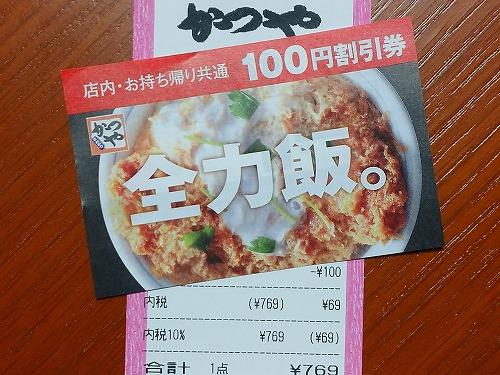 かつや
店内・お持ち帰り共通 100円割引券
かつや
全力飯。
-¥100
内税 (¥769) ¥69
内税10% ¥769 (¥69)
合計 1点 ¥769